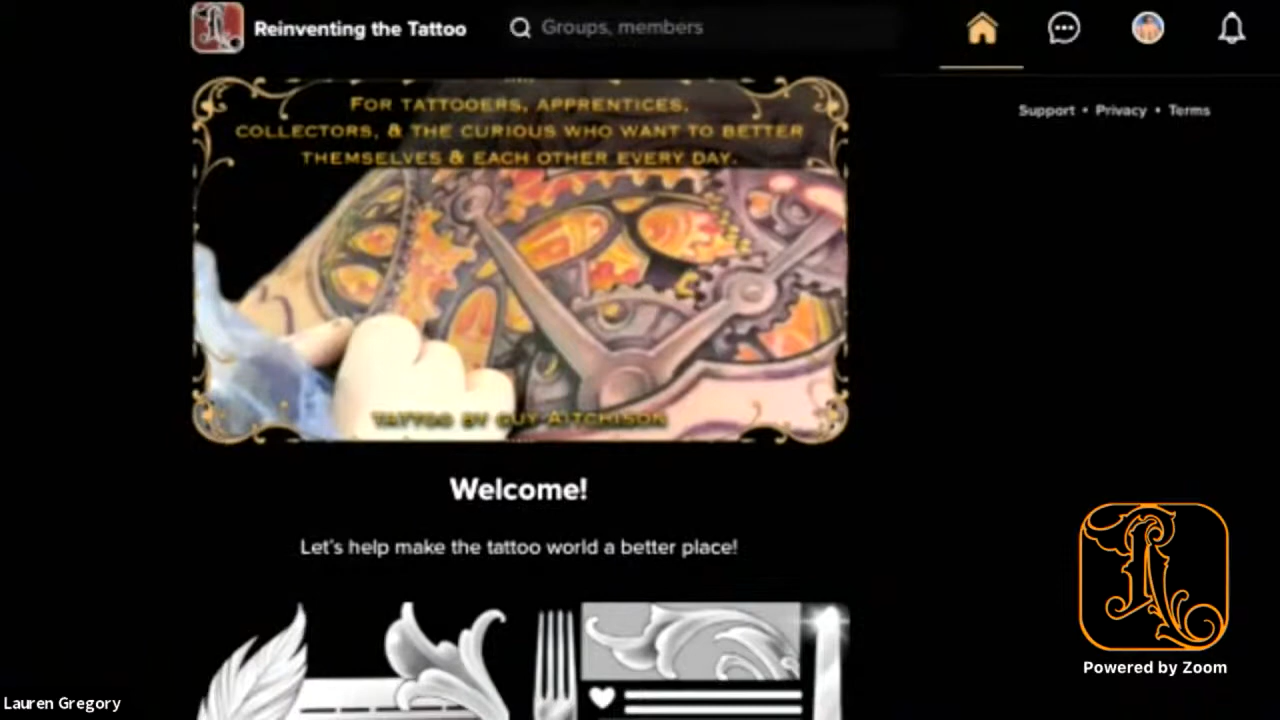 Reinventing the Tattoo
Groups, members
Support • Privacy • Terms
FOR TATTOOERS, APPRENTICES,
COLLECTORS, & THE CURIOUS WHO WANT TO BETTER
THEMSELVES & EACH OTHER EVERY DAY.
TATTOO BY GUY AITCHISON
Welcome!
Let's help make the tattoo world a better place!
Powered by Zoom
Lauren Gregory